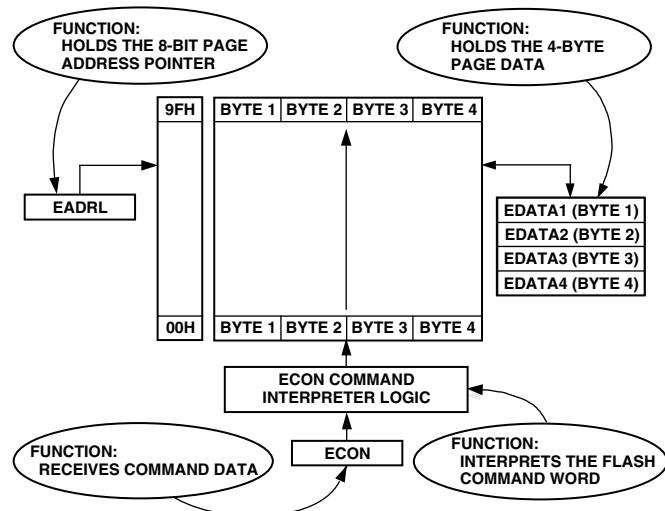 FUNCTION:
HOLDS THE 8-BIT PAGE
ADDRESS POINTER
FUNCTION:
HOLDS THE 4-BYTE
PAGE DATA
9FH
BYTE 1 BYTE 2 BYTE 3 BYTE 4
EADRL
EDATA1 (BYTE 1)
EDATA2 (BYTE 2)
EDATA3 (BYTE 3)
EDATA4 (BYTE 4)
00H
BYTE 1 BYTE 2 BYTE 3 BYTE 4
ECON COMMAND
INTERPRETER LOGIC
FUNCTION:
RECEIVES COMMAND DATA
ECON
FUNCTION:
INTERPRETS THE FLASH
COMMAND WORD